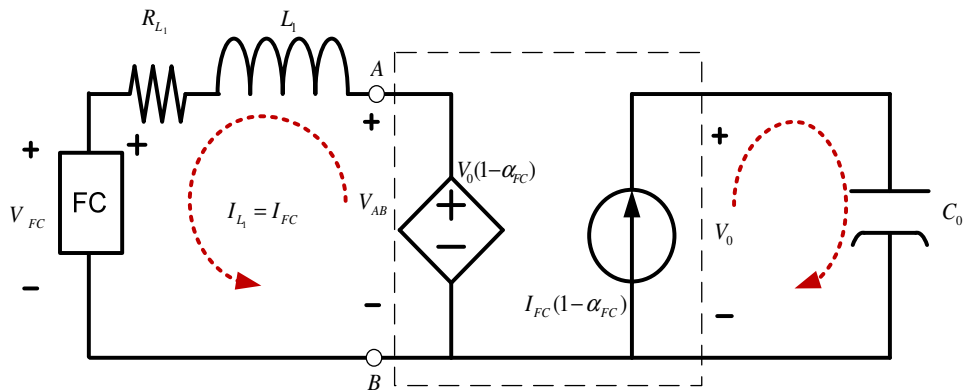 R_{L_1}
L_1
A
+
+
+
+
+
V_0(1-α_{FC})
V_{FC}
FC
I_{L_1} = I_{FC}
V_{AB}
+
−
V_0
C_0
−
−
I_{FC}(1-α_{FC})
−
B